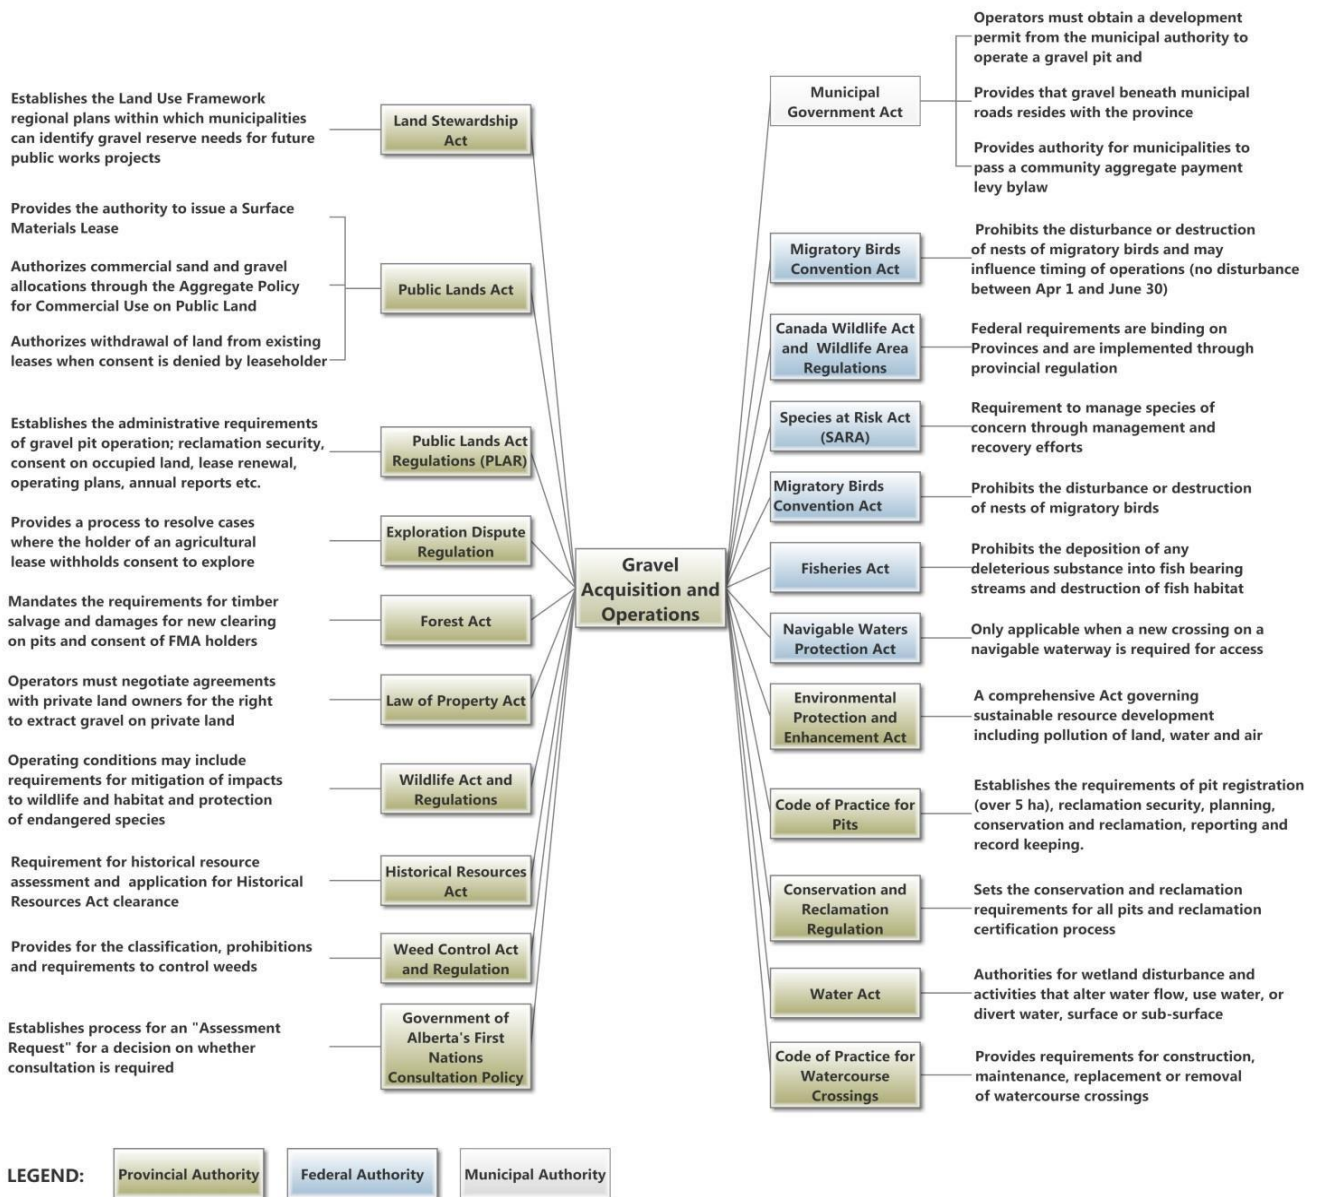 Establishes the Land Use Framework
regional plans within which municipalities
can identify gravel reserve needs for future
public works projects
Land Stewardship
Act
Provides the authority to issue a Surface
Materials Lease
Authorizes commercial sand and gravel
allocations through the Aggregate Policy
for Commercial Use on Public Land
Authorizes withdrawal of land from existing
leases when consent is denied by leaseholder
Public Lands Act
Establishes the administrative requirements
of gravel pit operation; reclamation security,
consent on occupied land, lease renewal,
operating plans, annual reports etc.
Public Lands Act
Regulations (PLAR)
Provides a process to resolve cases
where the holder of an agricultural
lease withholds consent to explore
Exploration Dispute
Regulation
Mandates the requirements for timber
salvage and damages for new clearing
on pits and consent of FMA holders
Forest Act
Operators must negotiate agreements
with private land owners for the right
to extract gravel on private land
Law of Property Act
Operating conditions may include
requirements for mitigation of impacts
to wildlife and habitat and protection
of endangered species
Wildlife Act and
Regulations
Requirement for historical resource
assessment and application for Historical
Resources Act clearance
Historical Resources
Act
Provides for the classification, prohibitions
and requirements to control weeds
Weed Control Act
and Regulation
Establishes process for an "Assessment
Request" for a decision on whether
consultation is required
Government of
Alberta's First
Nations
Consultation Policy
Gravel
Acquisition and
Operations
Municipal
Government Act
Operators must obtain a development
permit from the municipal authority to
operate a gravel pit and
Provides that gravel beneath municipal
roads resides with the province
Provides authority for municipalities to
pass a community aggregate payment
levy bylaw
Migratory Birds
Convention Act
Prohibits the disturbance or destruction
of nests of migratory birds and may
influence timing of operations (no disturbance
between Apr 1 and June 30)
Canada Wildlife Act
and Wildlife Area
Regulations
Federal requirements are binding on
Provinces and are implemented through
provincial regulation
Species at Risk Act
(SARA)
Requirement to manage species of
concern through management and
recovery efforts
Migratory Birds
Convention Act
Prohibits the disturbance or destruction
of nests of migratory birds
Fisheries Act
Prohibits the deposition of any
deleterious substance into fish bearing
streams and destruction of fish habitat
Navigable Waters
Protection Act
Only applicable when a new crossing on a
navigable waterway is required for access
Environmental
Protection and
Enhancement Act
A comprehensive Act governing
sustainable resource development
including pollution of land, water and air
Code of Practice for
Pits
Establishes the requirements of pit registration
(over 5 ha), reclamation security, planning,
conservation and reclamation, reporting and
record keeping.
Conservation and
Reclamation
Regulation
Sets the conservation and reclamation
requirements for all pits and reclamation
certification process
Water Act
Authorities for wetland disturbance and
activities that alter water flow, use water, or
divert water, surface or sub-surface
Code of Practice for
Watercourse
Crossings
Provides requirements for construction,
maintenance, replacement or removal
of watercourse crossings
LEGEND:
Provincial Authority
Federal Authority
Municipal Authority